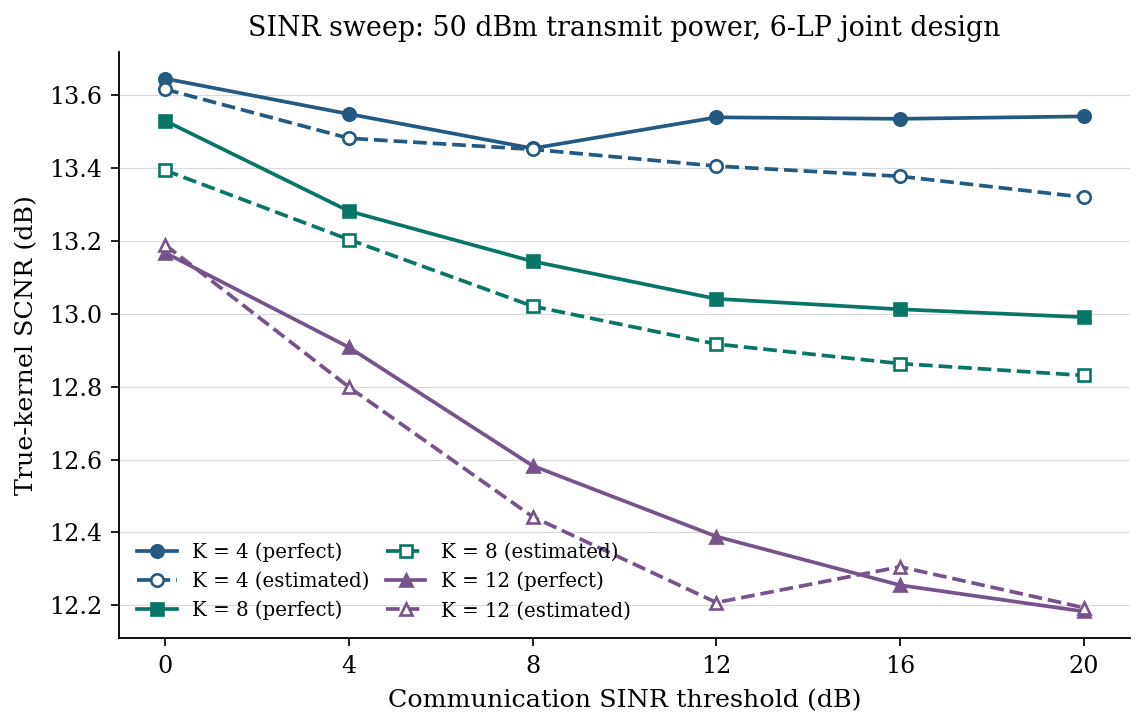 SINR sweep: 50 dBm transmit power, 6-LP joint design
True-kernel SCNR (dB)
13.6
13.4
13.2
13.0
12.8
12.6
12.4
12.2
K = 4 (perfect)
K = 4 (estimated)
K = 8 (perfect)
K = 8 (estimated)
K = 12 (perfect)
K = 12 (estimated)
0 4 8 12 16 20
Communication SINR threshold (dB)